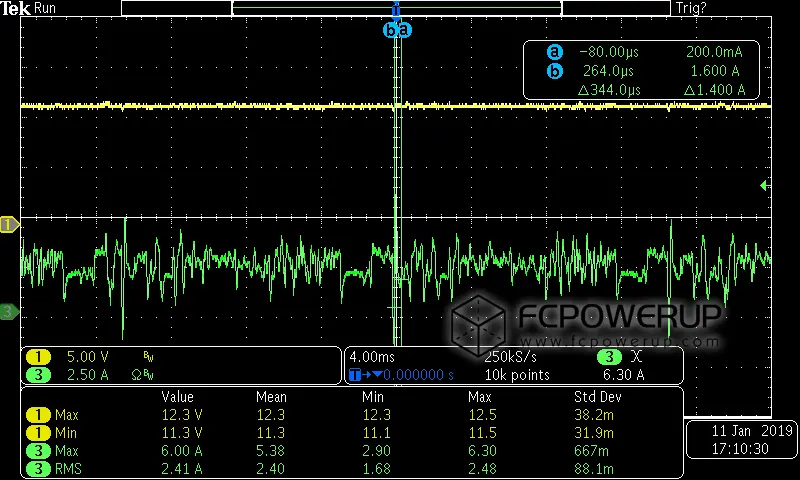 Tek Run Trig?
T
b a
a −80.00µs 200.0mA
b 264.0µs 1.600 A
△344.0µs △1.400 A
1
3
FCPOWERUP
www.fcpowerup.com
1 5.00 V BW
3 2.50 A ΩBW
4.00ms 250kS/s 3
T→▼0.000000 s 10k points 6.30 A
Value Mean Min Max Std Dev
1 Max 12.3 V 12.3 12.3 12.5 38.2m
1 Min 11.3 V 11.3 11.1 11.5 31.9m
3 Max 6.00 A 5.38 2.90 6.30 667m
3 RMS 2.41 A 2.40 1.68 2.48 88.1m
11 Jan 2019
17:10:30